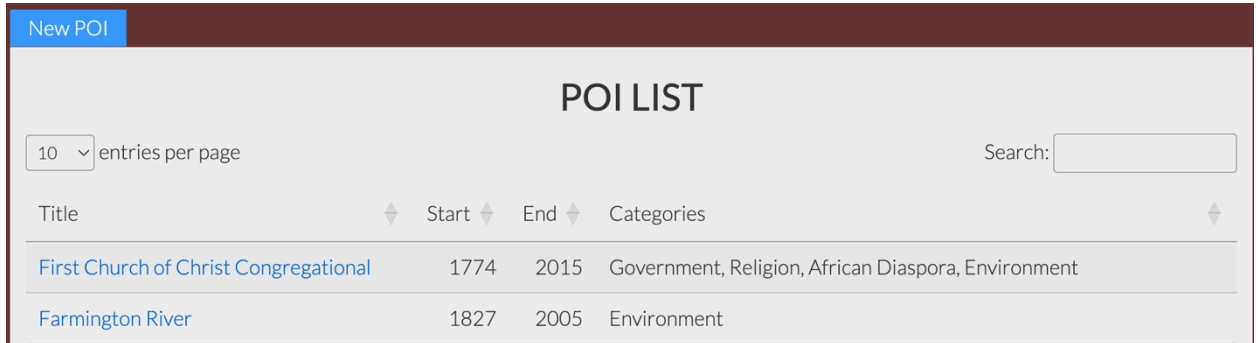 New POI
POI LIST
10 entries per page Search:
Title Start End Categories
First Church of Christ Congregational 1774 2015 Government, Religion, African Diaspora, Environment
Farmington River 1827 2005 Environment